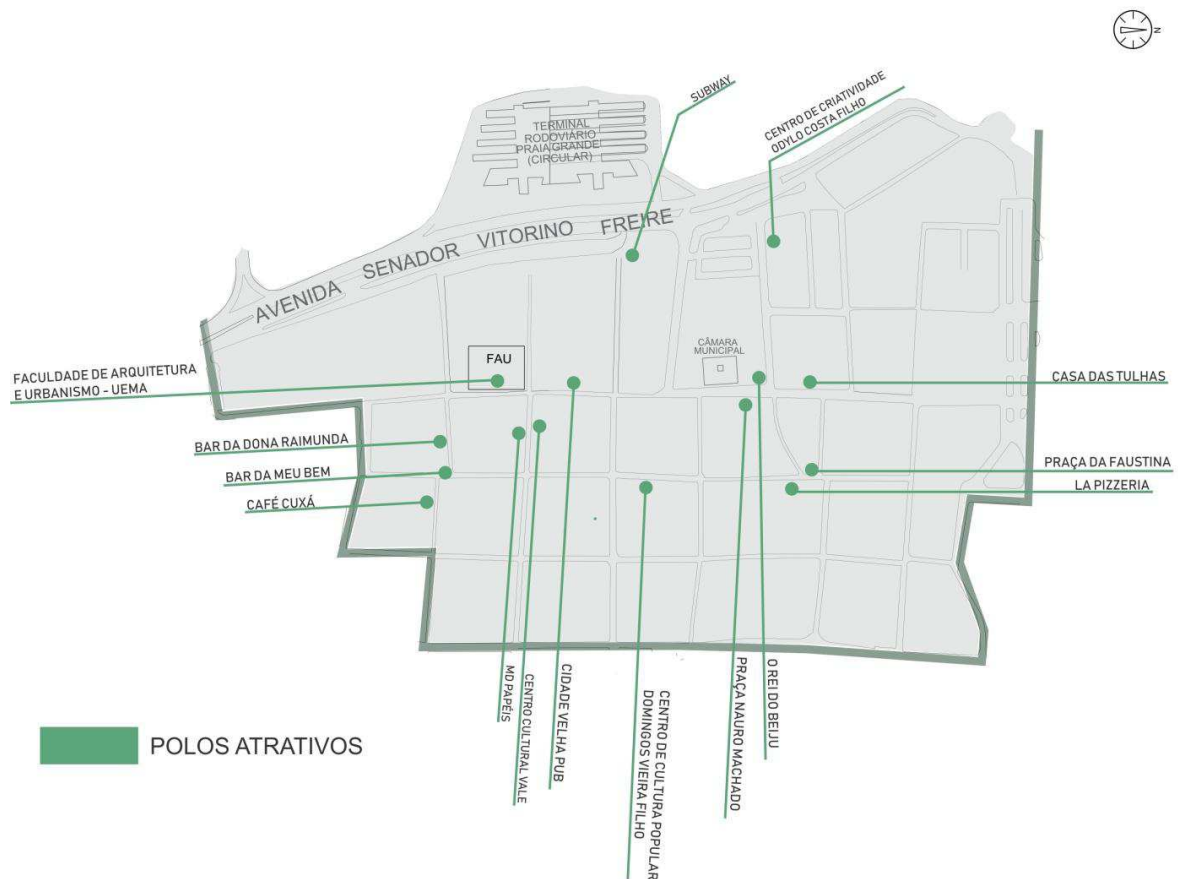 N
SUBWAY
CENTRO DE CRIATIVIDADE
ODYLO COSTA FILHO
TERMINAL
RODOVIÁRIO
PRAIA GRANDE
(CIRCULAR)
AVENIDA SENADOR VITORINO FREIRE
CÂMARA
MUNICIPAL
FAU
FACULDADE DE ARQUITETURA
E URBANISMO - UEMA
CASA DAS TULHAS
BAR DA DONA RAIMUNDA
BAR DA MEU BEM
CAFÉ CUXÁ
PRAÇA DA FAUSTINA
LA PIZZERIA
MD PAPÉIS
CENTRO CULTURAL VALE
CIDADE VELHA PUB
CENTRO DE CULTURA POPULAR
DOMINGOS VIEIRA FILHO
PRAÇA NAURO MACHADO
O REI DO BEIJU
POLOS ATRATIVOS